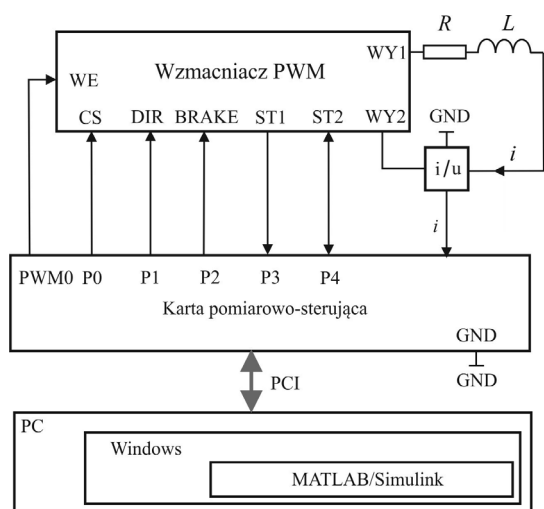 R L
WY1
Wzmacniacz PWM
WE
CS DIR BRAKE ST1 ST2 WY2 GND
i/u i
i
PWM0 P0 P1 P2 P3 P4
Karta pomiarowo-sterująca
GND
PCI GND
PC
Windows
MATLAB/Simulink